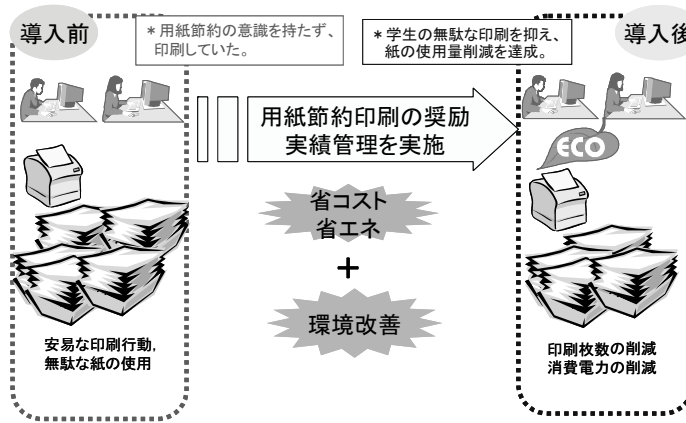 導入前
＊用紙節約の意識を持たず、
印刷していた。
＊学生の無駄な印刷を抑え、
紙の使用量削減を達成。
導入後
用紙節約印刷の奨励
実績管理を実施
ECO
省コスト
省エネ
+
環境改善
安易な印刷行動,
無駄な紙の使用
印刷枚数の削減
消費電力の削減